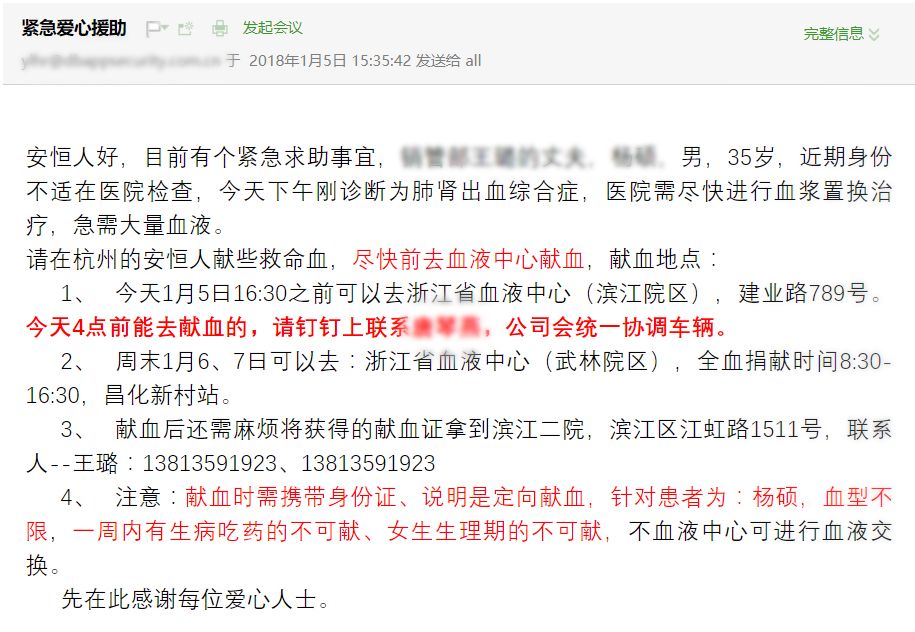 紧急爱心援助 发起会议 完整信息
于 2018年1月5日 15:35:42 发送给 all
安恒人好，目前有个紧急求助事宜，男，35岁，近期身份
不适在医院检查，今天下午刚诊断为肺肾出血综合症，医院需尽快进行血浆置换治
疗，急需大量血液。
请在杭州的安恒人献些救命血，尽快前去血液中心献血，献血地点：
1、 今天1月5日16:30之前可以去浙江省血液中心（滨江院区），建业路789号。
今天4点前能去献血的，请钉钉上联系，公司会统一协调车辆。
2、 周末1月6、7日可以去：浙江省血液中心（武林院区），全血捐献时间8:30-
16:30，昌化新村站。
3、 献血后还需麻烦将获得的献血证拿到滨江二院，滨江区江虹路1511号，联系
人--王璐：13813591923、13813591923
4、 注意：献血时需携带身份证、说明是定向献血，针对患者为：杨硕，血型不
限，一周内有生病吃药的不可献、女生生理期的不可献，不血液中心可进行血液交
换。
先在此感谢每位爱心人士。